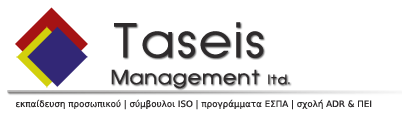 Taseis
Management ltd.
εκπαίδευση προσωπικού | σύμβουλοι ISO | προγράμματα ΕΣΠΑ | σχολή ADR & ΠΕΙ